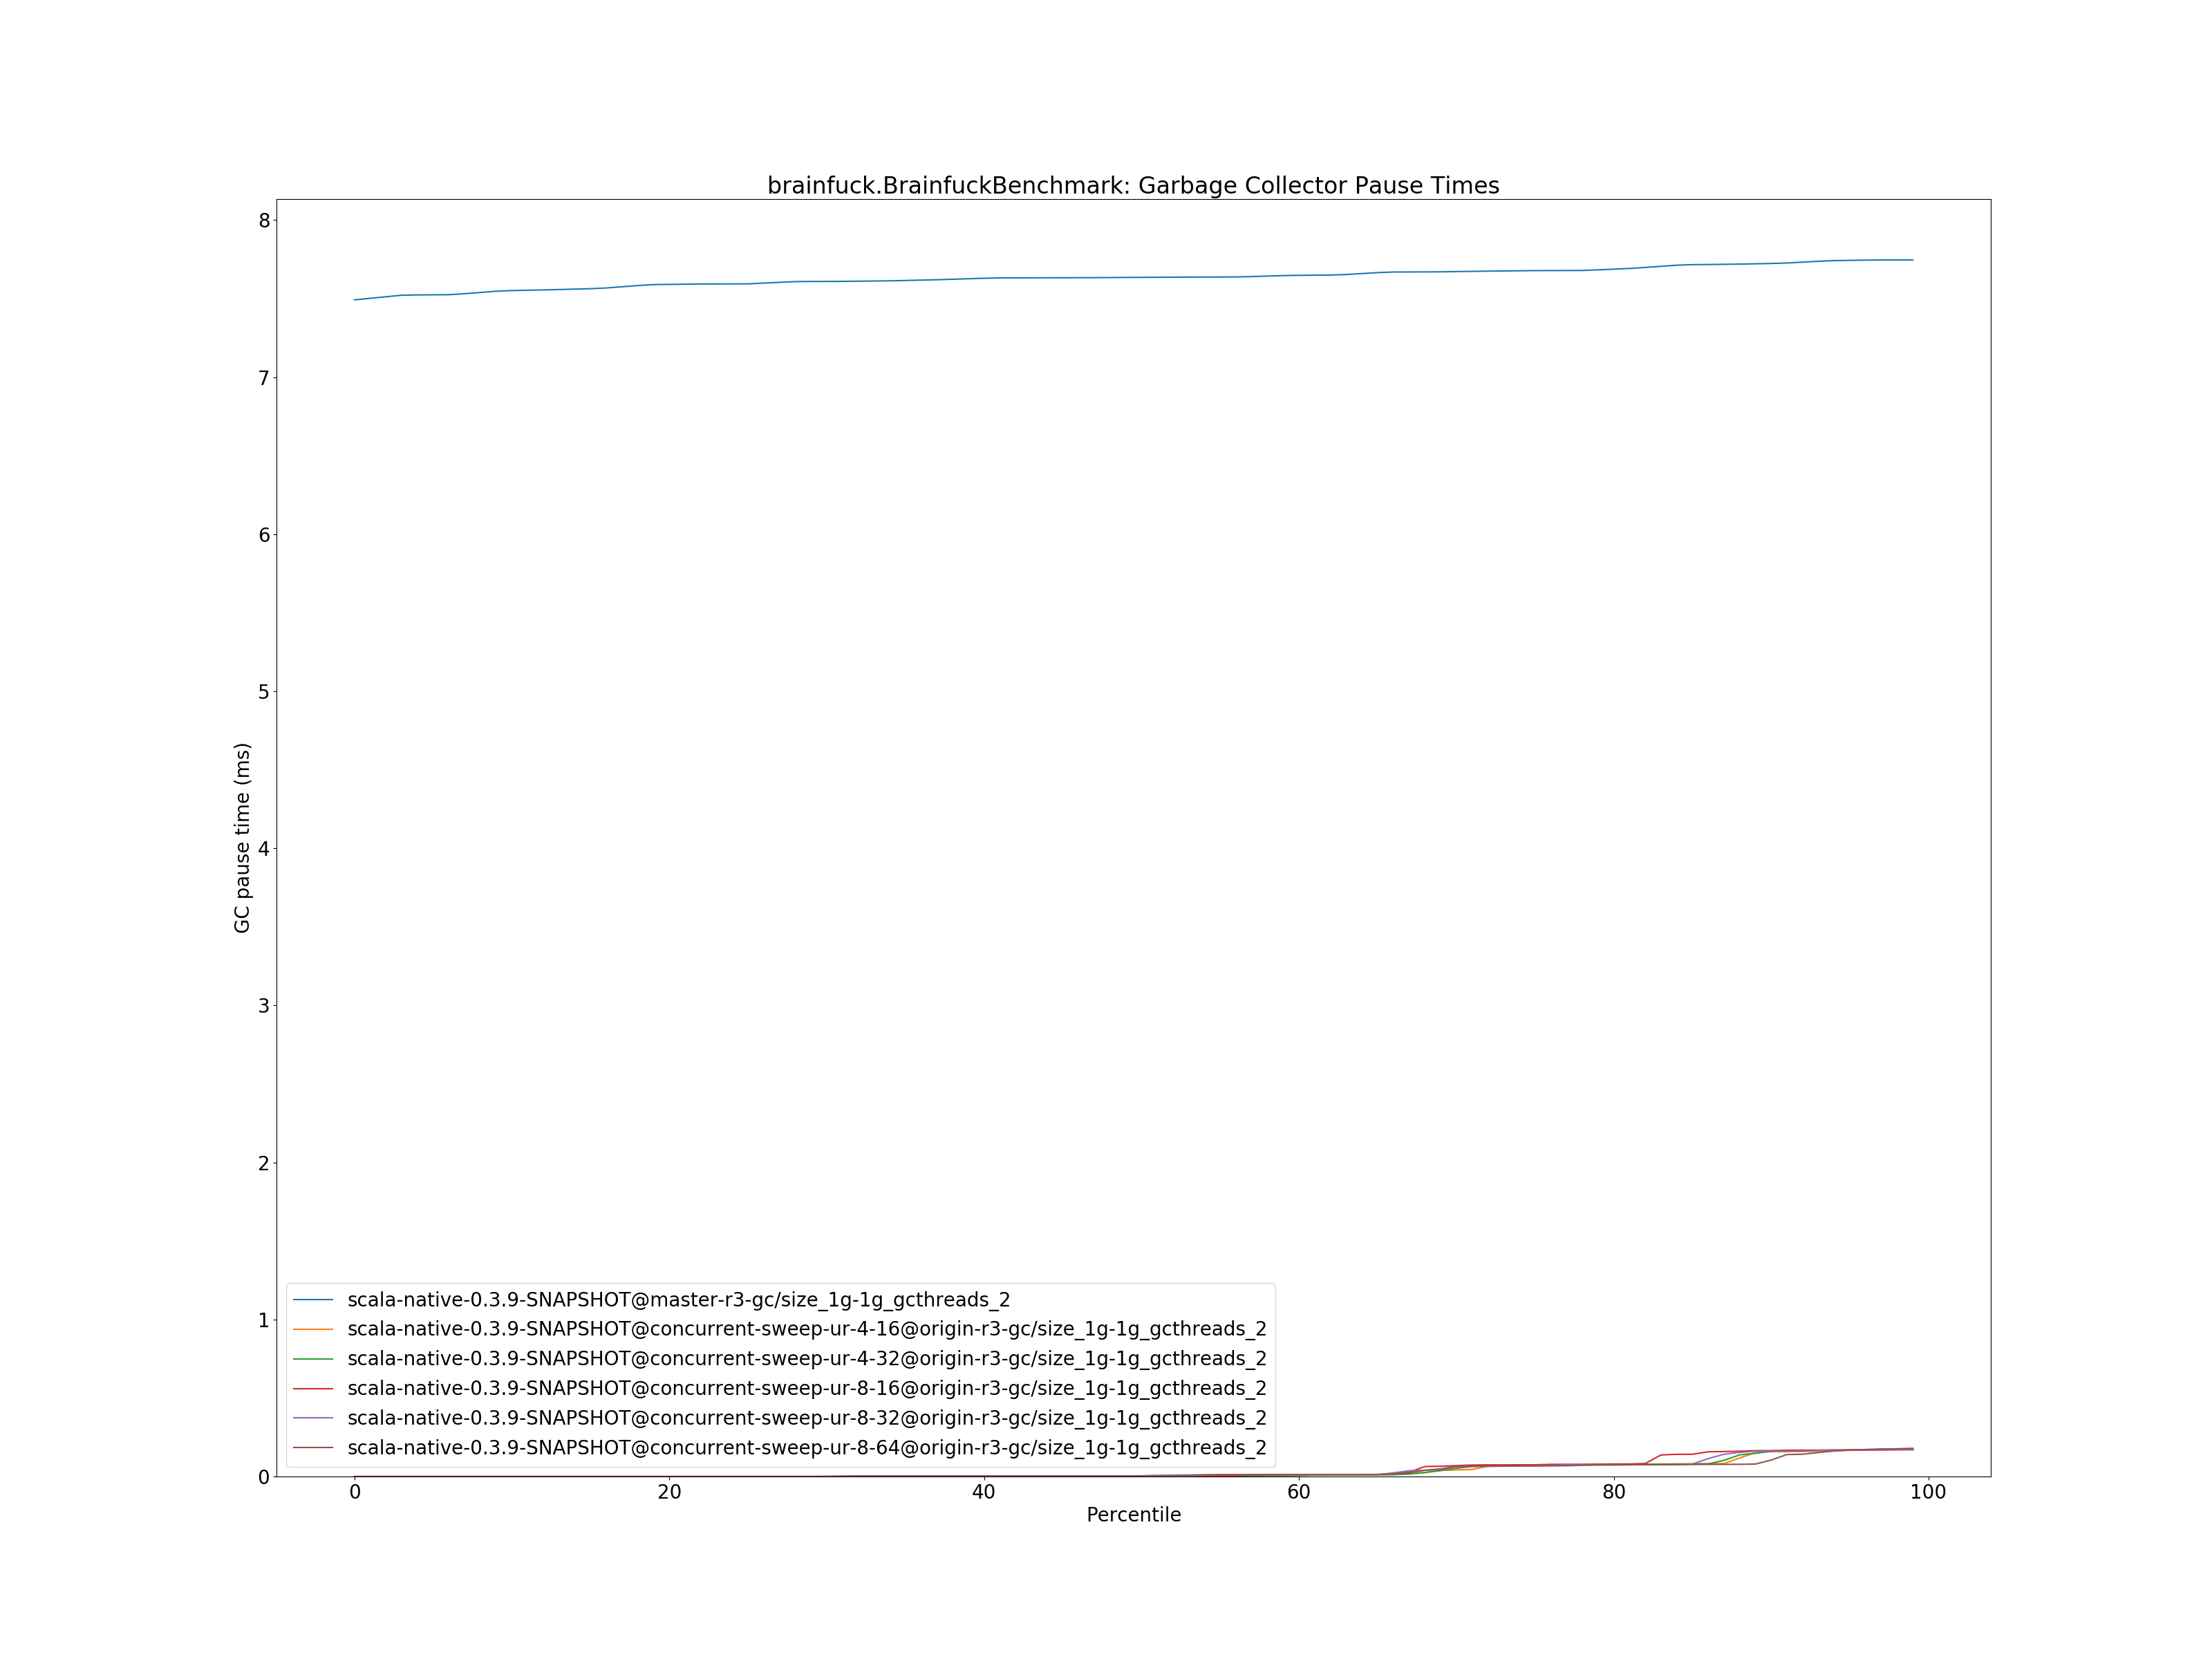 brainfuck.BrainfuckBenchmark: Garbage Collector Pause Times
8
7
6
5
4
3
2
1
0
GC pause time (ms)
scala-native-0.3.9-SNAPSHOT@master-r3-gc/size_1g-1g_gcthreads_2
scala-native-0.3.9-SNAPSHOT@concurrent-sweep-ur-4-16@origin-r3-gc/size_1g-1g_gcthreads_2
scala-native-0.3.9-SNAPSHOT@concurrent-sweep-ur-4-32@origin-r3-gc/size_1g-1g_gcthreads_2
scala-native-0.3.9-SNAPSHOT@concurrent-sweep-ur-8-16@origin-r3-gc/size_1g-1g_gcthreads_2
scala-native-0.3.9-SNAPSHOT@concurrent-sweep-ur-8-32@origin-r3-gc/size_1g-1g_gcthreads_2
scala-native-0.3.9-SNAPSHOT@concurrent-sweep-ur-8-64@origin-r3-gc/size_1g-1g_gcthreads_2
0 20 40 60 80 100
Percentile